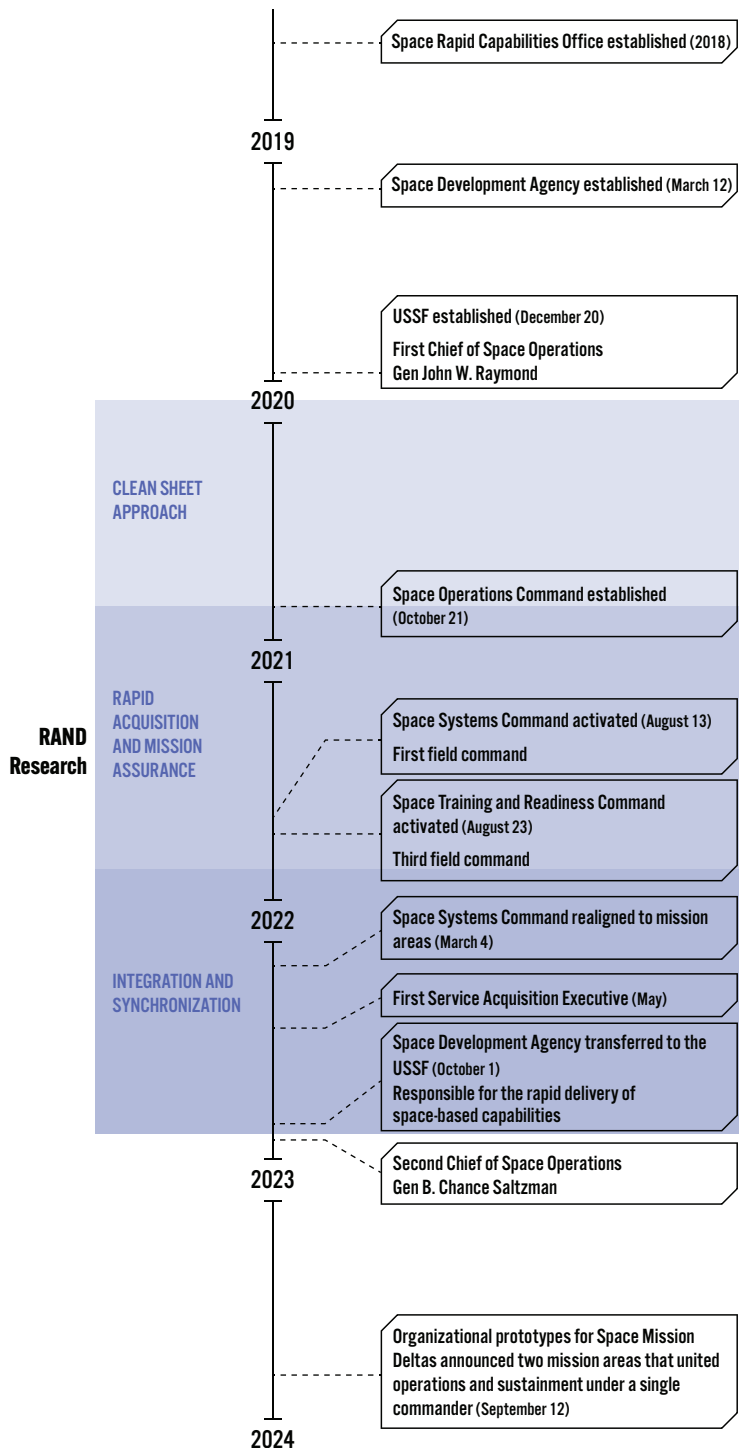 Space Rapid Capabilities Office established (2018)
2019
Space Development Agency established (March 12)
USSF established (December 20)
First Chief of Space Operations
Gen John W. Raymond
2020
CLEAN SHEET
APPROACH
Space Operations Command established
(October 21)
2021
RAND
Research
RAPID
ACQUISITION
AND MISSION
ASSURANCE
Space Systems Command activated (August 13)
First field command
Space Training and Readiness Command
activated (August 23)
Third field command
2022
Space Systems Command realigned to mission
areas (March 4)
INTEGRATION AND
SYNCHRONIZATION
First Service Acquisition Executive (May)
Space Development Agency transferred to the
USSF (October 1)
Responsible for the rapid delivery of
space-based capabilities
Second Chief of Space Operations
Gen B. Chance Saltzman
2023
Organizational prototypes for Space Mission
Deltas announced two mission areas that united
operations and sustainment under a single
commander (September 12)
2024